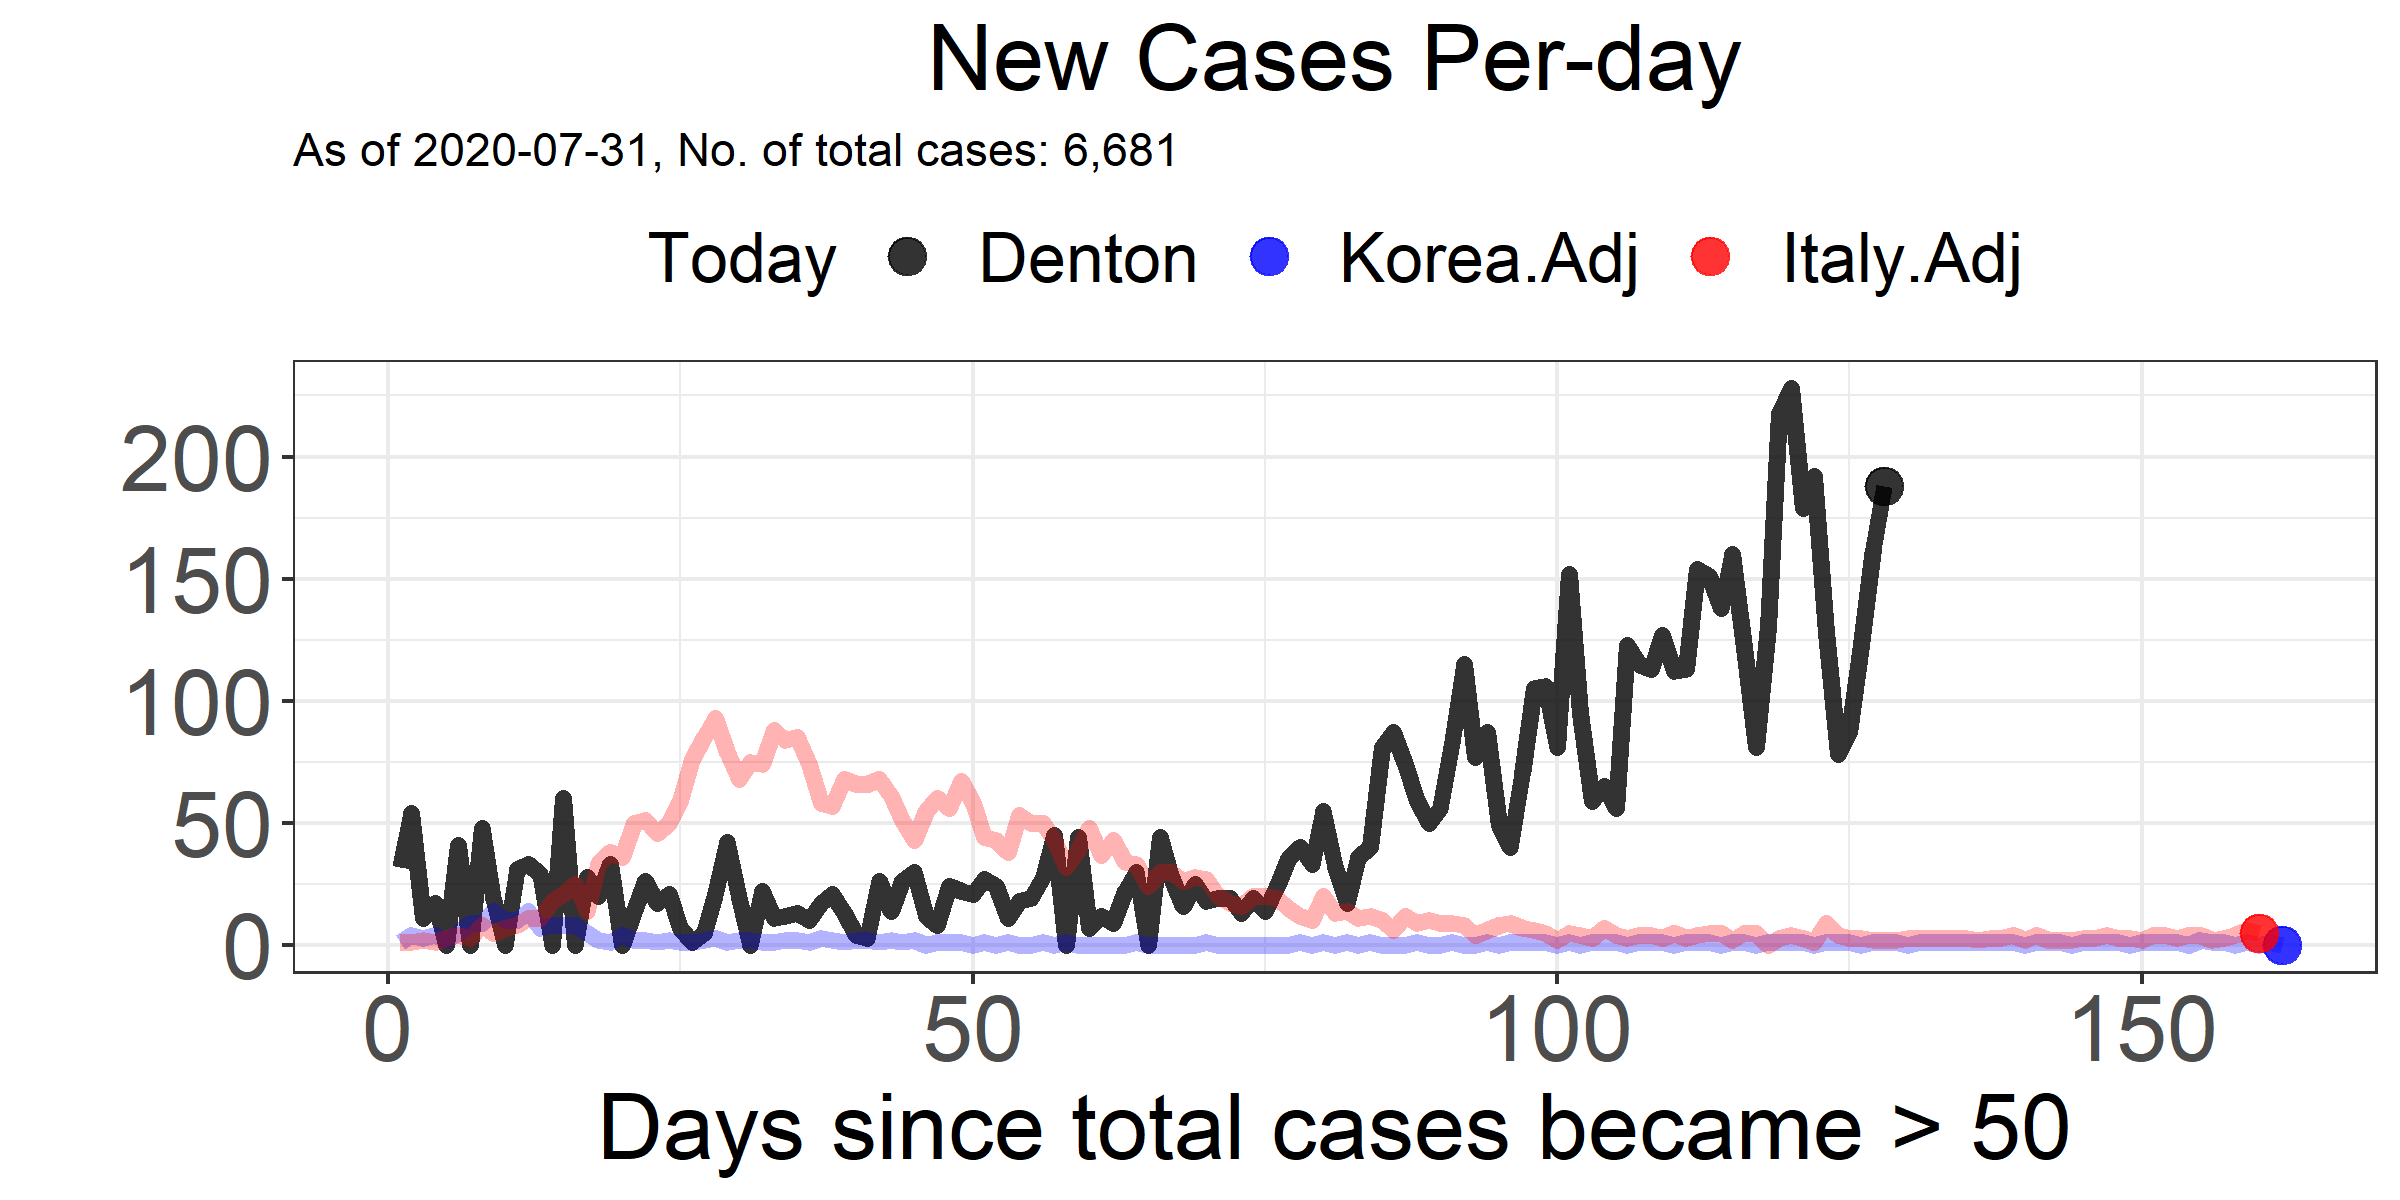 New Cases Per-day
As of 2020-07-31, No. of total cases: 6,681
Today Denton Korea.Adj Italy.Adj
200
150
100
50
0
0 50 100 150
Days since total cases became > 50